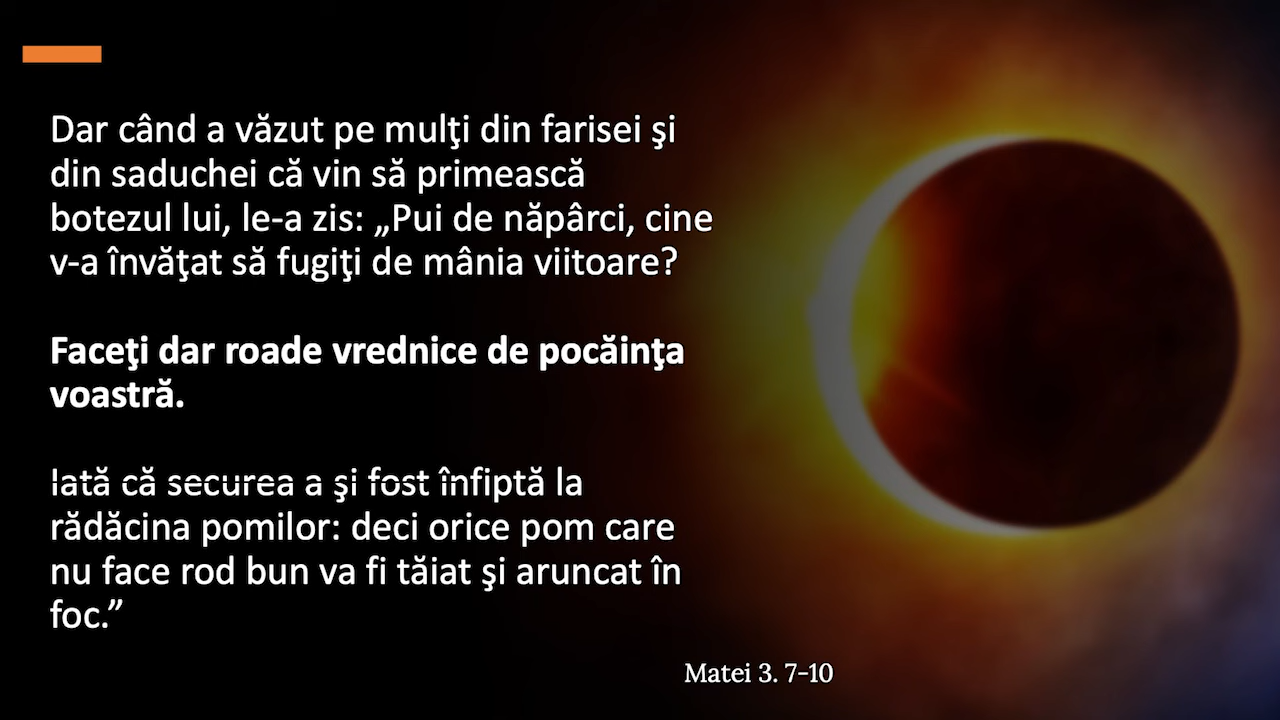 Dar când a văzut pe mulţi din farisei şi
din saduchei că vin să primească
botezul lui, le-a zis: „Pui de năpârci, cine
v-a învăţat să fugiţi de mânia viitoare?
Faceţi dar roade vrednice de pocăinţa
voastră.
Iată că securea a şi fost înfiptă la
rădăcina pomilor: deci orice pom care
nu face rod bun va fi tăiat şi aruncat în
foc.”
Matei 3. 7-10